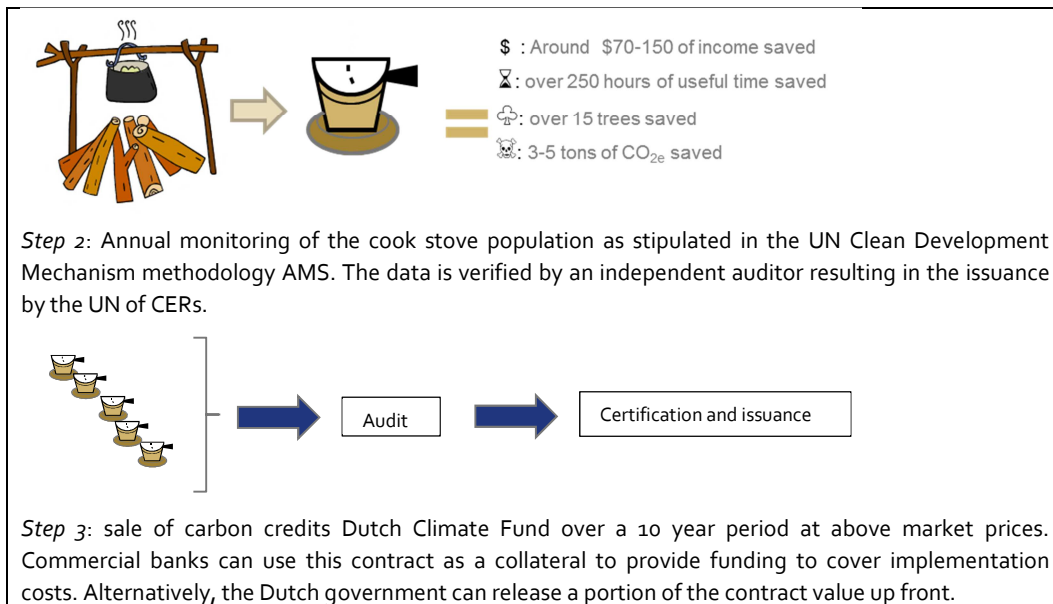 $ : Around $70-150 of income saved
⌛: over 250 hours of useful time saved
♧: over 15 trees saved
☠: 3-5 tons of CO2e saved
Step 2: Annual monitoring of the cook stove population as stipulated in the UN Clean Development
Mechanism methodology AMS. The data is verified by an independent auditor resulting in the issuance
by the UN of CERs.
Audit
Certification and issuance
Step 3: sale of carbon credits Dutch Climate Fund over a 10 year period at above market prices.
Commercial banks can use this contract as a collateral to provide funding to cover implementation
costs. Alternatively, the Dutch government can release a portion of the contract value up front.